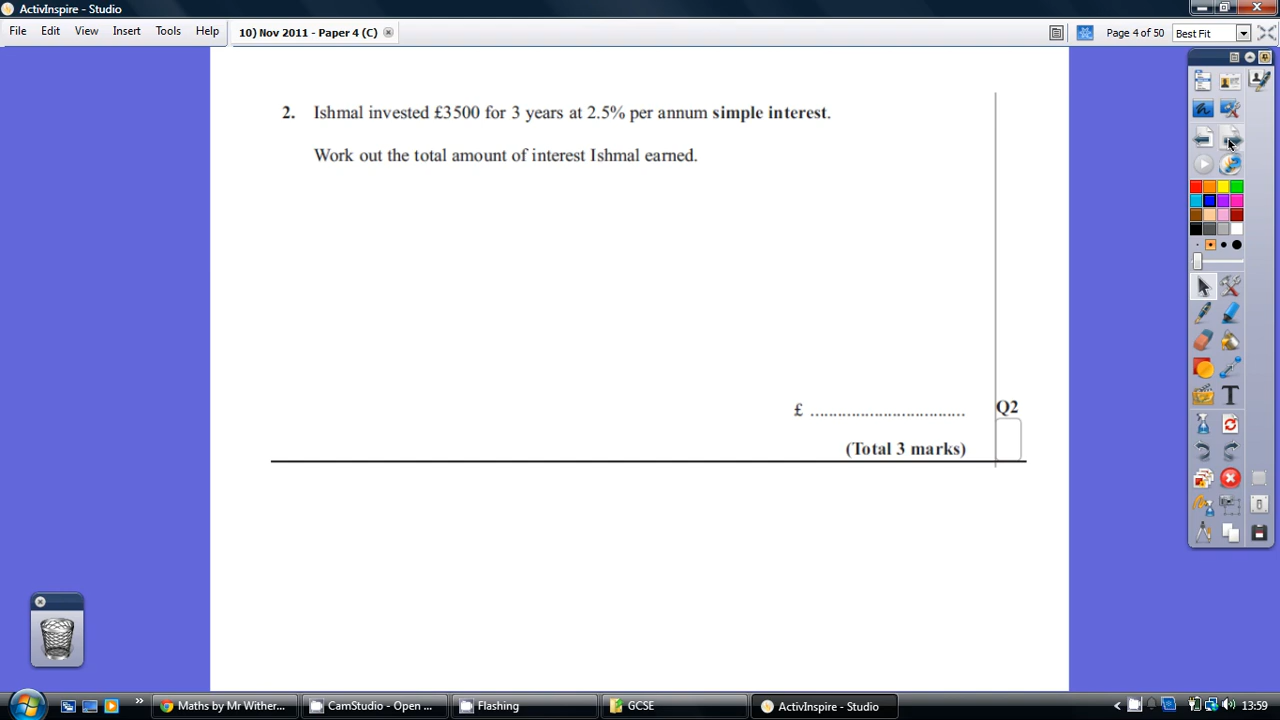 ActivInspire - Studio
File Edit View Insert Tools Help
10) Nov 2011 - Paper 4 (C)
Page 4 of 50
Best Fit
2. Ishmal invested £3500 for 3 years at 2.5% per annum simple interest.
Work out the total amount of interest Ishmal earned.
£ ..................................
Q2
(Total 3 marks)
T
Maths by Mr Wither...
CamStudio - Open ...
Flashing
GCSE
ActivInspire - Studio
13:59